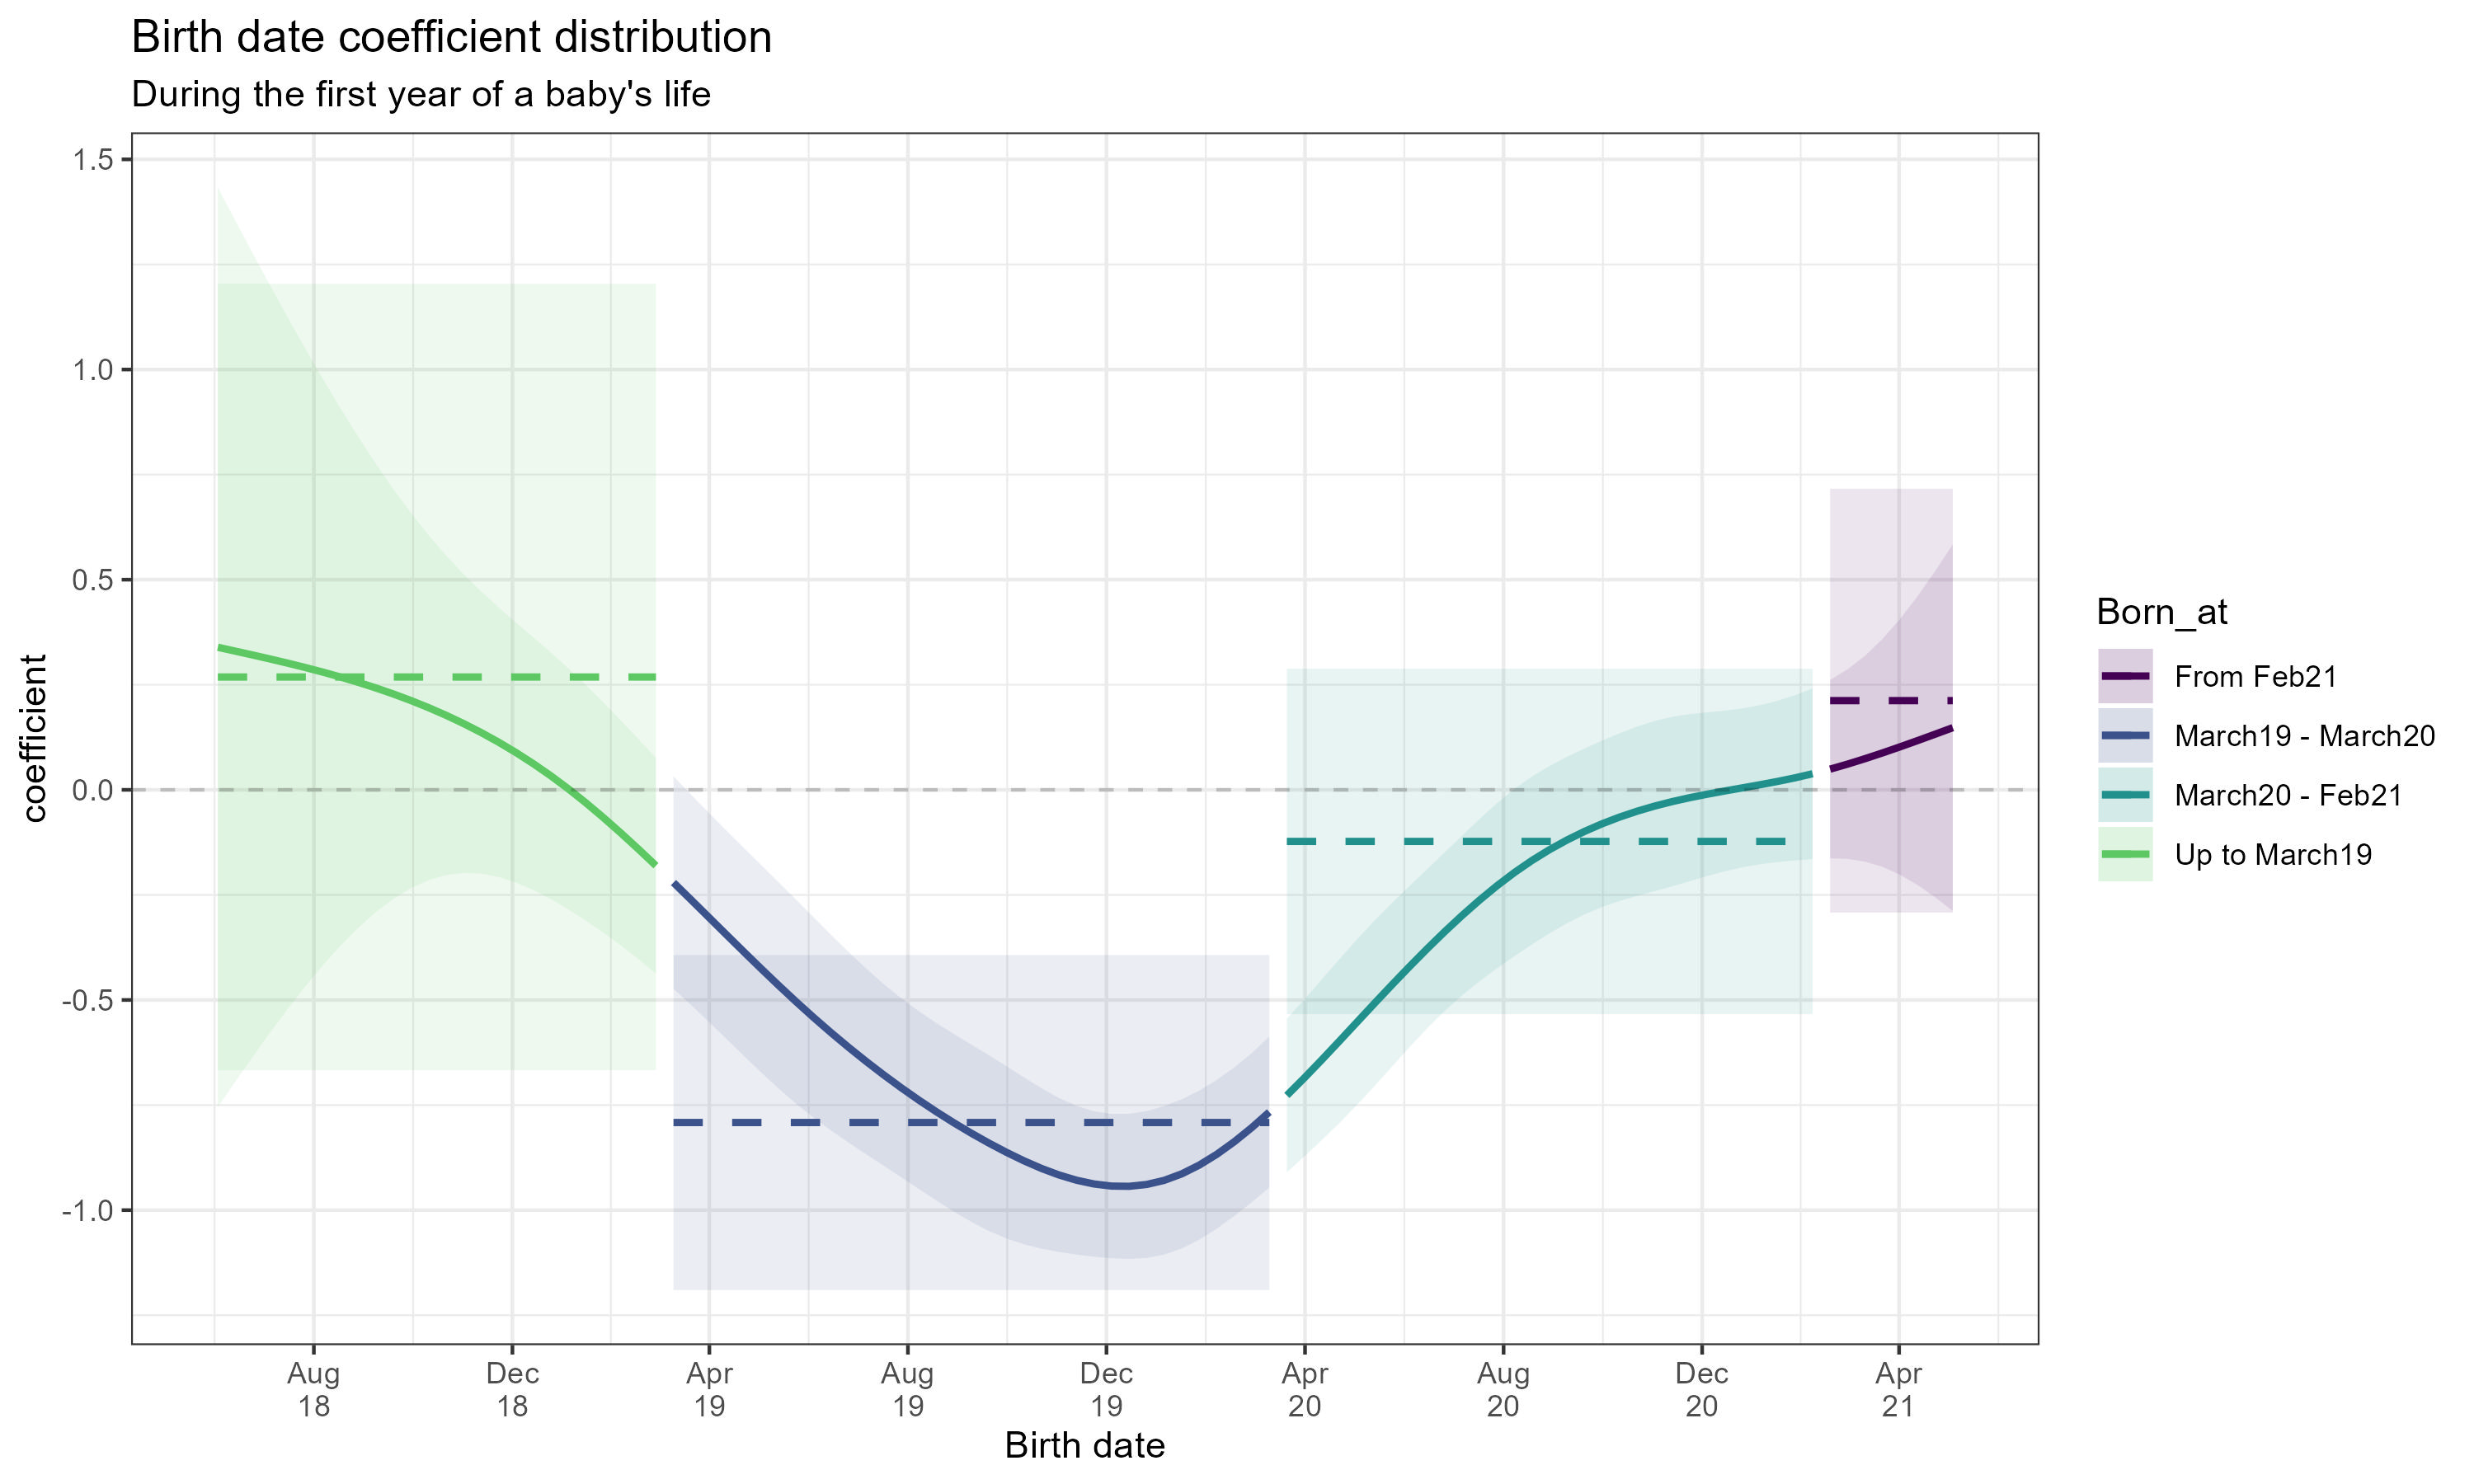 Birth date coefficient distribution
During the first year of a baby's life
1.5
1.0
0.5
0.0
-0.5
-1.0
coefficient
Aug 18
Dec 18
Apr 19
Aug 19
Dec 19
Apr 20
Aug 20
Dec 20
Apr 21
Birth date
Born_at
From Feb21
March19 - March20
March20 - Feb21
Up to March19